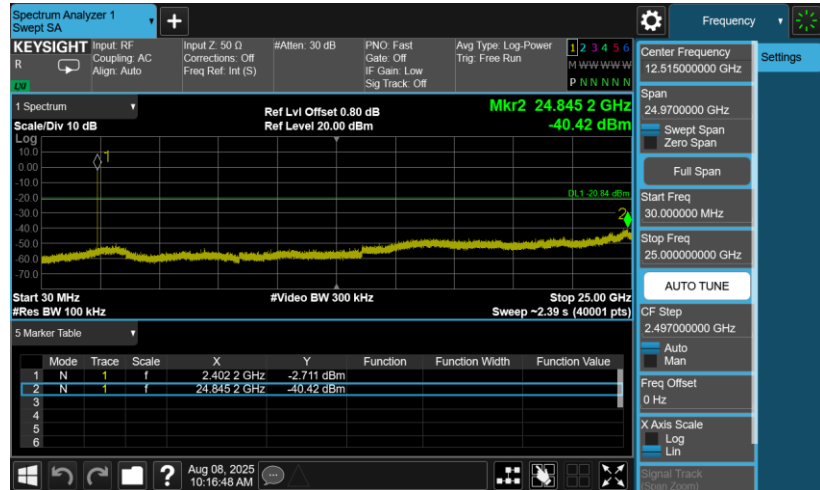 Spectrum Analyzer 1
Swept SA
+
Frequency
KEYSIGHT
R
LXI
Input: RF
Coupling: AC
Align: Auto
Input Z: 50 Ω
Corrections: Off
Freq Ref: Int (S)
#Atten: 30 dB
PNO: Fast
Gate: Off
IF Gain: Low
Sig Track: Off
Avg Type: Log-Power
Trig: Free Run
1 2 3 4 5 6
M W W W W W
P N N N N N
1 Spectrum
Scale/Div 10 dB
Log
Ref Lvl Offset 0.80 dB
Ref Level 20.00 dBm
Mkr2 24.845 2 GHz
-40.42 dBm
10.0
0.00
-10.0
-20.0
-30.0
-40.0
-50.0
-60.0
-70.0
1
DL1 -20.84 dBm
2
Start 30 MHz
#Video BW 300 kHz
Stop 25.00 GHz
#Res BW 100 kHz
Sweep ~2.39 s (40001 pts)
5 Marker Table
Mode Trace Scale X Y Function Function Width Function Value
1 N 1 f 2.402 2 GHz -2.711 dBm
2 N 1 f 24.845 2 GHz -40.42 dBm
3
4
5
6
?
Aug 08, 2025
10:16:48 AM
Center Frequency
12.515000000 GHz
Settings
Span
24.9700000 GHz
Swept Span
Zero Span
Full Span
Start Freq
30.000000 MHz
Stop Freq
25.000000000 GHz
AUTO TUNE
CF Step
2.497000000 GHz
Auto
Man
Freq Offset
0 Hz
X Axis Scale
Log
Lin
Signal Track
(Span Zoom)